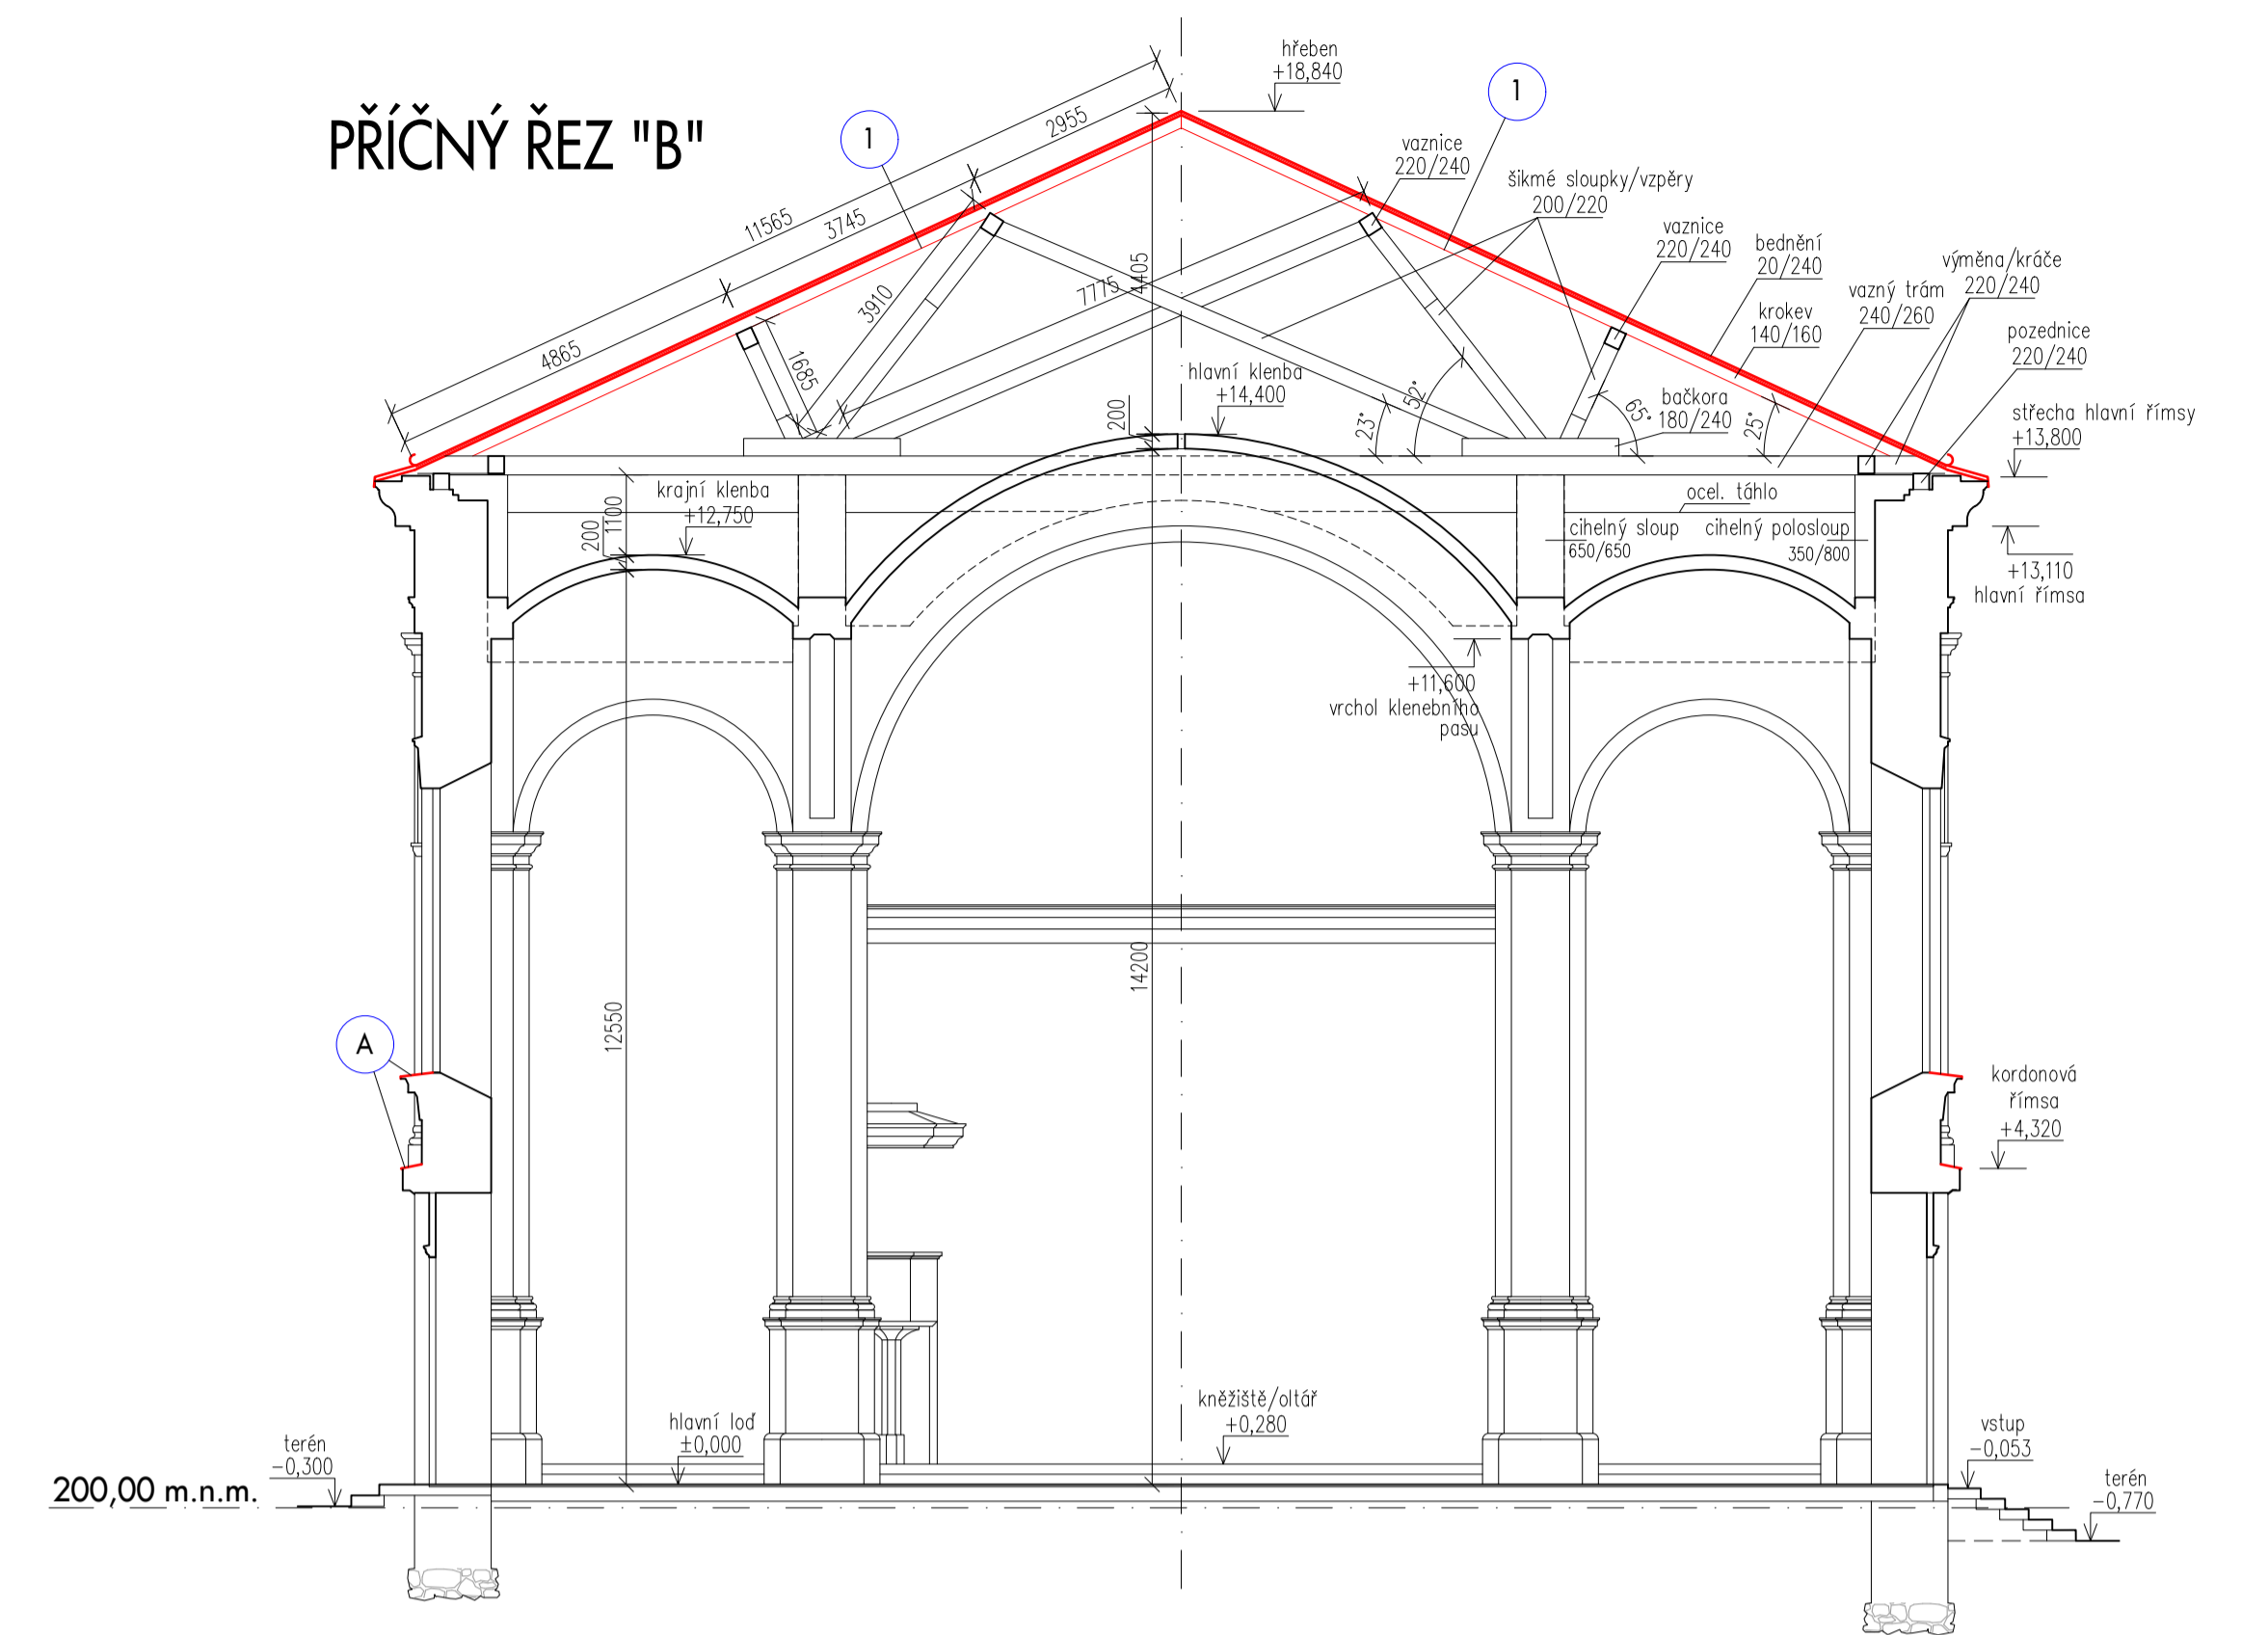 PŘÍČNÝ ŘEZ "B"
hřeben
+18,840
1
1
2955
11565
3745
4865
3910
1685
7775
4405
vaznice
220/240
šikmé sloupky/vzpěry
200/220
vaznice
220/240
bednění
20/240
výměna/kráče
220/240
vazný trám
240/260
krokev
140/160
pozednice
220/240
hlavní klenba
+14,400
200
23°
52°
65°
25°
bačkora
180/240
střecha hlavní římsy
+13,800
krajní klenba
+12,750
200
1100
ocel. táhlo
cihelný sloup
650/650
cihelný polosloup
350/800
+13,110
hlavní římsa
+11,600
vrchol klenebního
pasu
14200
12550
A
kordonová
římsa
+4,320
kněžiště/oltář
+0,280
hlavní loď
±0,000
vstup
-0,053
terén
-0,300
terén
-0,770
200,00 m.n.m.